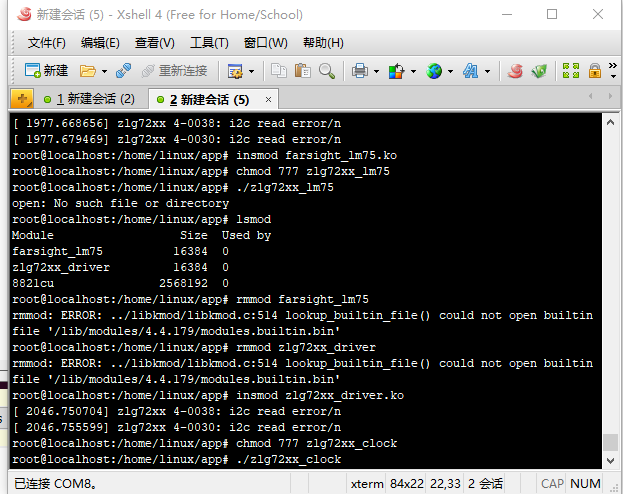 新建会话 (5) - Xshell 4 (Free for Home/School)
文件(F) 编辑(E) 查看(V) 工具(T) 窗口(W) 帮助(H)
新建 重新连接
1 新建会话 (2) 2 新建会话 (5)
[ 1977.668656] zlg72xx 4-0038: i2c read error/n
[ 1977.679469] zlg72xx 4-0030: i2c read error/n
root@localhost:/home/linux/app# insmod farsight_lm75.ko
root@localhost:/home/linux/app# chmod 777 zlg72xx_lm75
root@localhost:/home/linux/app# ./zlg72xx_lm75
open: No such file or directory
root@localhost:/home/linux/app# lsmod
Module Size Used by
farsight_lm75 16384 0
zlg72xx_driver 16384 0
8821cu 2568192 0
root@localhost:/home/linux/app# rmmod farsight_lm75
rmmod: ERROR: ../libkmod/libkmod.c:514 lookup_builtin_file() could not open builtin
file '/lib/modules/4.4.179/modules.builtin.bin'
root@localhost:/home/linux/app# rmmod zlg72xx_driver
rmmod: ERROR: ../libkmod/libkmod.c:514 lookup_builtin_file() could not open builtin
file '/lib/modules/4.4.179/modules.builtin.bin'
root@localhost:/home/linux/app# insmod zlg72xx_driver.ko
[ 2046.750704] zlg72xx 4-0038: i2c read error/n
[ 2046.755599] zlg72xx 4-0030: i2c read error/n
root@localhost:/home/linux/app# chmod 777 zlg72xx_clock
root@localhost:/home/linux/app# ./zlg72xx_clock
已连接 COM8。 xterm 84x22 22,33 2 会话 CAP NUM